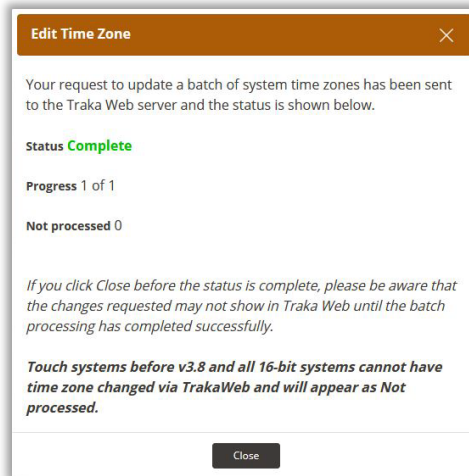 Edit Time Zone
Your request to update a batch of system time zones has been sent
to the Traka Web server and the status is shown below.
Status Complete
Progress 1 of 1
Not processed 0
If you click Close before the status is complete, please be aware that
the changes requested may not show in Traka Web until the batch
processing has completed successfully.
Touch systems before v3.8 and all 16-bit systems cannot have
time zone changed via TrakaWeb and will appear as Not
processed.
Close